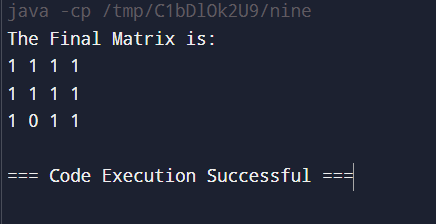 java -cp /tmp/C1bDlOk2U9/nine
The Final Matrix is:
1 1 1 1
1 1 1 1
1 0 1 1
=== Code Execution Successful ===